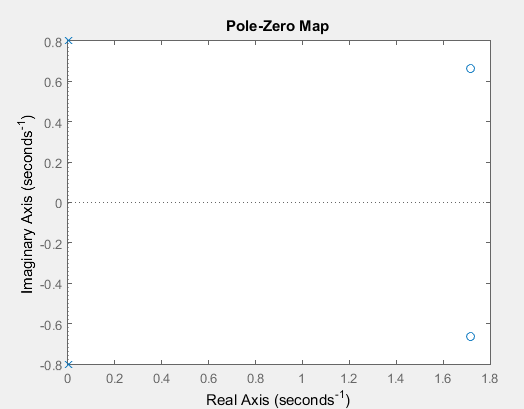 Pole-Zero Map
Imaginary Axis (seconds⁻¹)
0.8
0.6
0.4
0.2
0
-0.2
-0.4
-0.6
-0.8
0 0.2 0.4 0.6 0.8 1 1.2 1.4 1.6 1.8
Real Axis (seconds⁻¹)